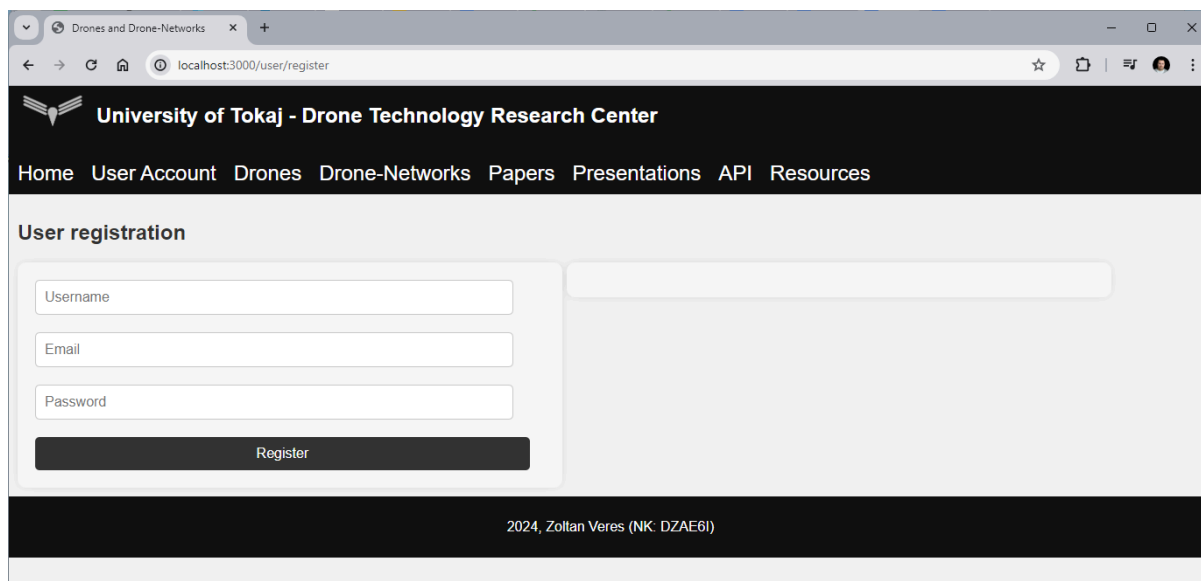 Drones and Drone-Networks
localhost:3000/user/register
University of Tokaj - Drone Technology Research Center
Home User Account Drones Drone-Networks Papers Presentations API Resources
User registration
Username
Email
Password
Register
2024, Zoltan Veres (NK: DZAE6I)